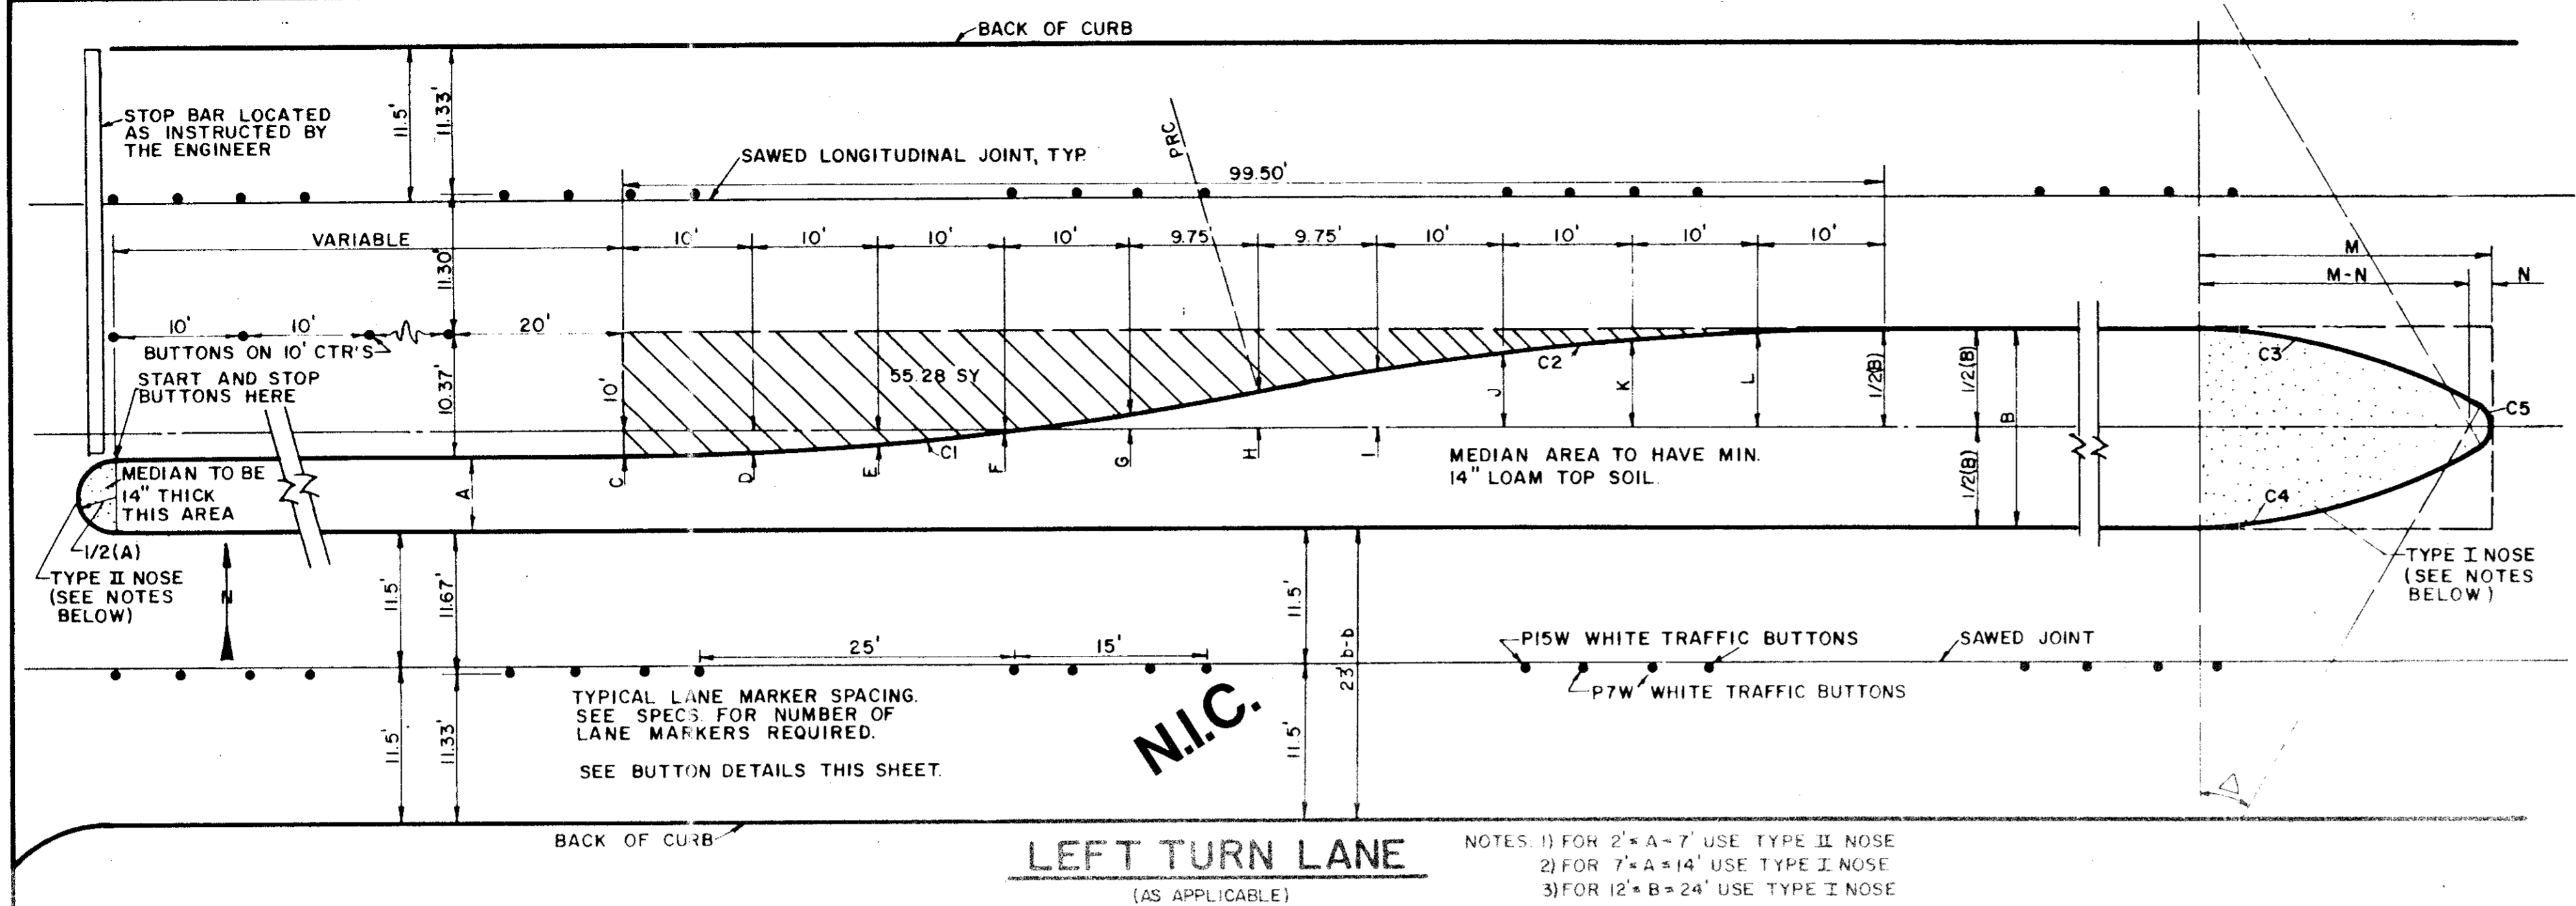 BACK OF CURB
STOP BAR LOCATED
AS INSTRUCTED BY
THE ENGINEER
11.5'
11.33'
SAWED LONGITUDINAL JOINT, TYP.
PRC
99.50'
VARIABLE
10'
10'
10'
10'
9.75'
9.75'
10'
10'
10'
10'
11.30'
M
M-N
N
10'
10'
20'
BUTTONS ON 10' CTR'S
START AND STOP
BUTTONS HERE
10.37'
10'
55.28 SY
C1
C2
C3
C4
C5
C
D
E
F
G
H
I
J
K
L
1/2(B)
1/2(B)
1/2(B)
B
MEDIAN TO BE
14" THICK
THIS AREA
A
MEDIAN AREA TO HAVE MIN.
14" LOAM TOP SOIL.
1/2(A)
TYPE II NOSE
(SEE NOTES
BELOW)
N
11.5'
11.67'
11.5'
23' b-b
TYPE I NOSE
(SEE NOTES
BELOW)
25'
15'
P15W WHITE TRAFFIC BUTTONS
SAWED JOINT
P7W WHITE TRAFFIC BUTTONS
TYPICAL LANE MARKER SPACING.
SEE SPECS. FOR NUMBER OF
LANE MARKERS REQUIRED.
SEE BUTTON DETAILS THIS SHEET.
N.I.C.
11.5'
11.33'
11.5'
Δ
BACK OF CURB
LEFT TURN LANE
(AS APPLICABLE)
NOTES: 1) FOR 2' A 7' USE TYPE II NOSE
2) FOR 7' A 14' USE TYPE I NOSE
3) FOR 12' B 24' USE TYPE I NOSE